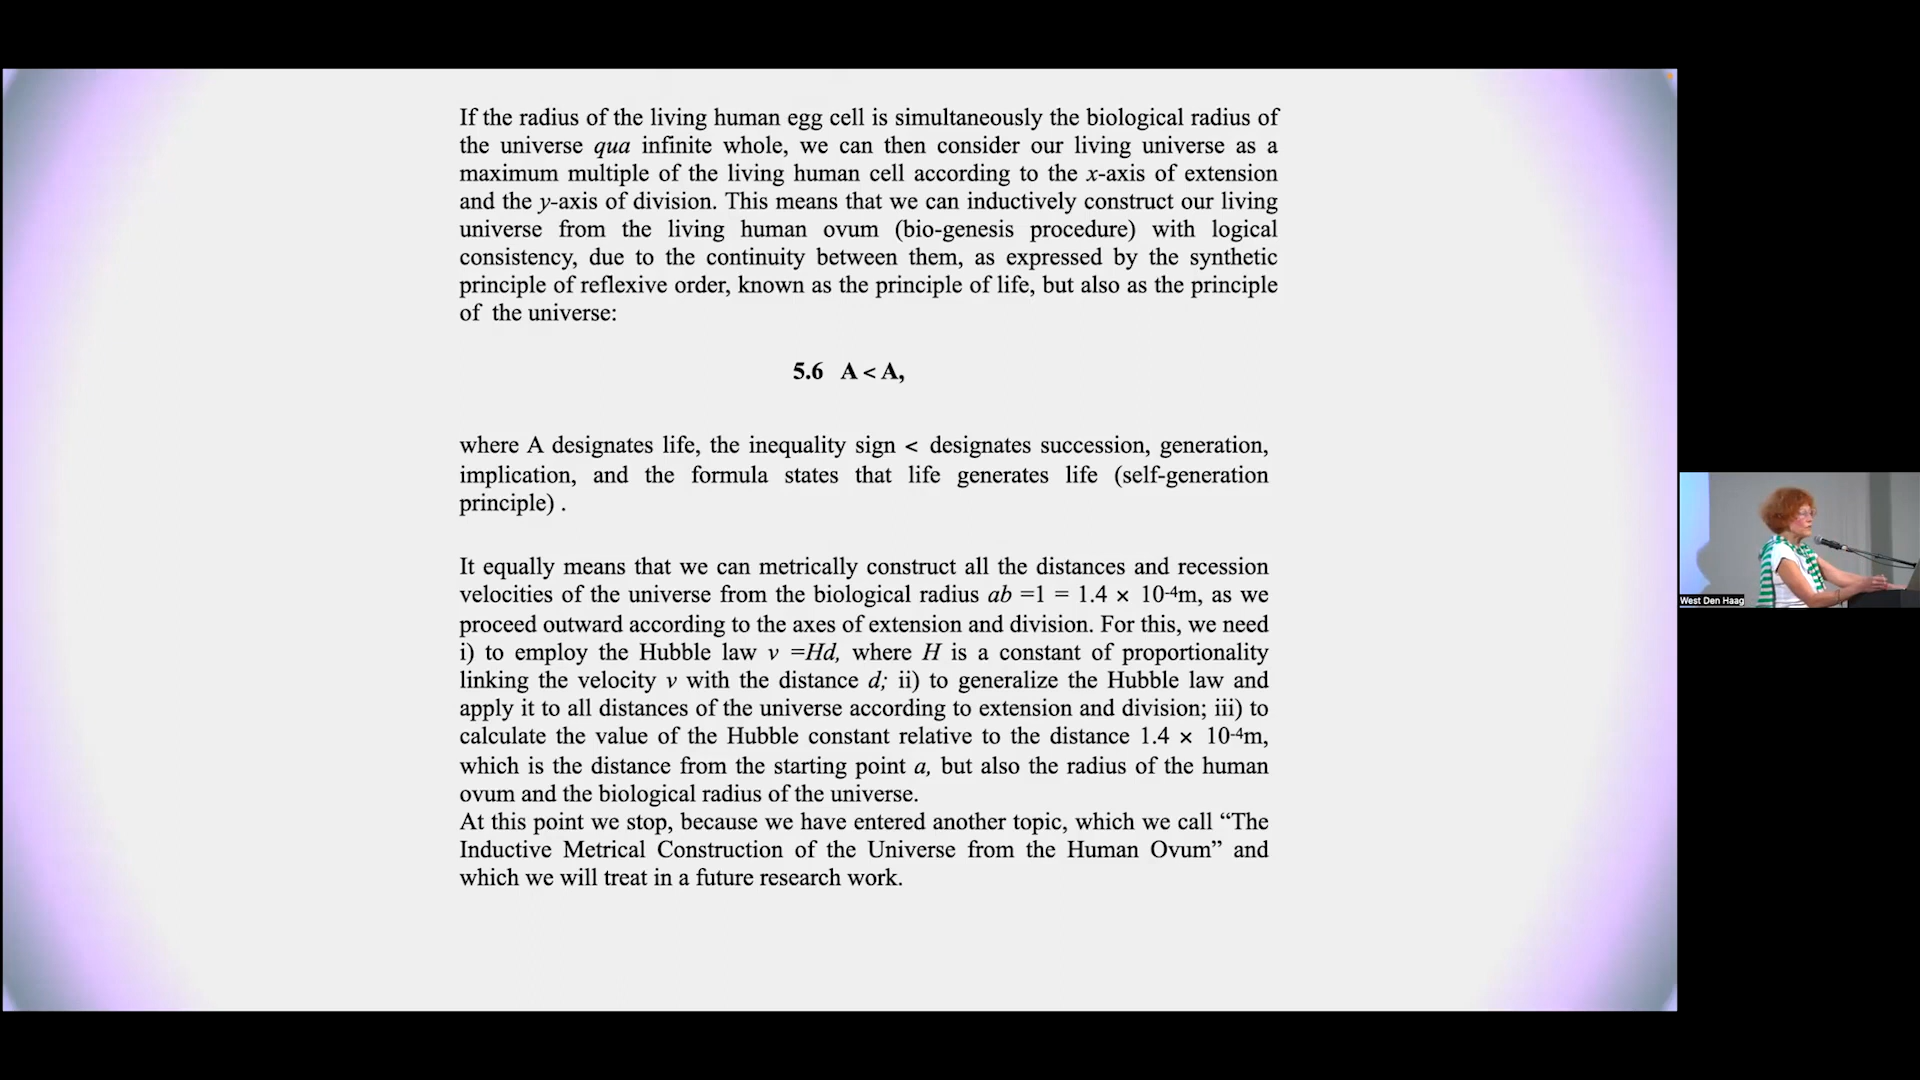 If the radius of the living human egg cell is simultaneously the biological radius of
the universe qua infinite whole, we can then consider our living universe as a
maximum multiple of the living human cell according to the x-axis of extension
and the y-axis of division. This means that we can inductively construct our living
universe from the living human ovum (bio-genesis procedure) with logical
consistency, due to the continuity between them, as expressed by the synthetic
principle of reflexive order, known as the principle of life, but also as the principle
of the universe:
5.6 A < A,
where A designates life, the inequality sign < designates succession, generation,
implication, and the formula states that life generates life (self-generation
principle) .
It equally means that we can metrically construct all the distances and recession
velocities of the universe from the biological radius ab =1 = 1.4 × 10-4m, as we
proceed outward according to the axes of extension and division. For this, we need
i) to employ the Hubble law v =Hd, where H is a constant of proportionality
linking the velocity v with the distance d; ii) to generalize the Hubble law and
apply it to all distances of the universe according to extension and division; iii) to
calculate the value of the Hubble constant relative to the distance 1.4 × 10-4m,
which is the distance from the starting point a, but also the radius of the human
ovum and the biological radius of the universe.
At this point we stop, because we have entered another topic, which we call “The
Inductive Metrical Construction of the Universe from the Human Ovum” and
which we will treat in a future research work.
West Den Haag